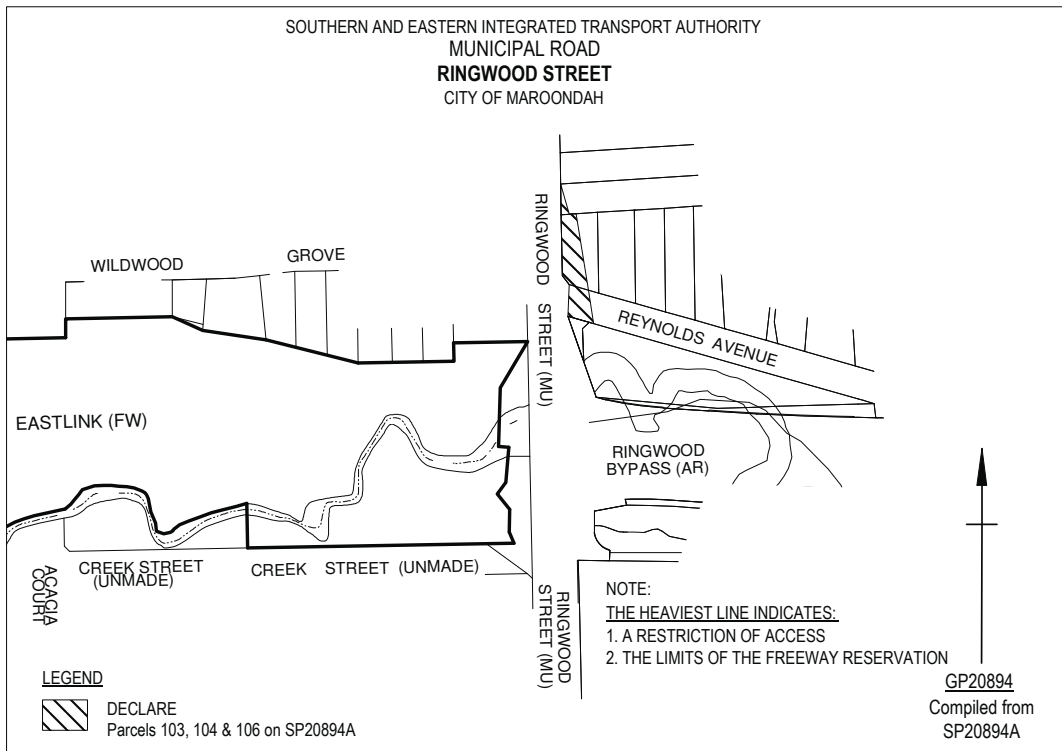 SOUTHERN AND EASTERN INTEGRATED TRANSPORT AUTHORITY
MUNICIPAL ROAD
RINGWOOD STREET
CITY OF MAROONDAH
WILDWOOD GROVE
RINGWOOD STREET (MU)
REYNOLDS AVENUE
EASTLINK (FW)
RINGWOOD
BYPASS (AR)
CREEK STREET
(UNMADE)
CREEK STREET (UNMADE)
ACACIA
COURT
RINGWOOD
STREET (MU)
NOTE:
THE HEAVIEST LINE INDICATES:
1. A RESTRICTION OF ACCESS
2. THE LIMITS OF THE FREEWAY RESERVATION
LEGEND
DECLARE
Parcels 103, 104 & 106 on SP20894A
GP20894
Compiled from
SP20894A